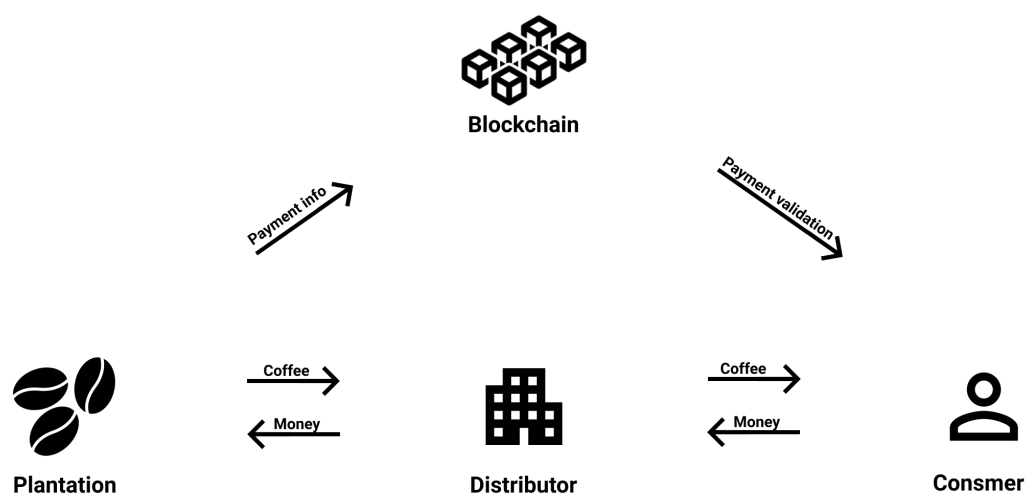 Blockchain
Payment info
Payment validation
Coffee
Coffee
Money
Money
Plantation
Distributor
Consmer